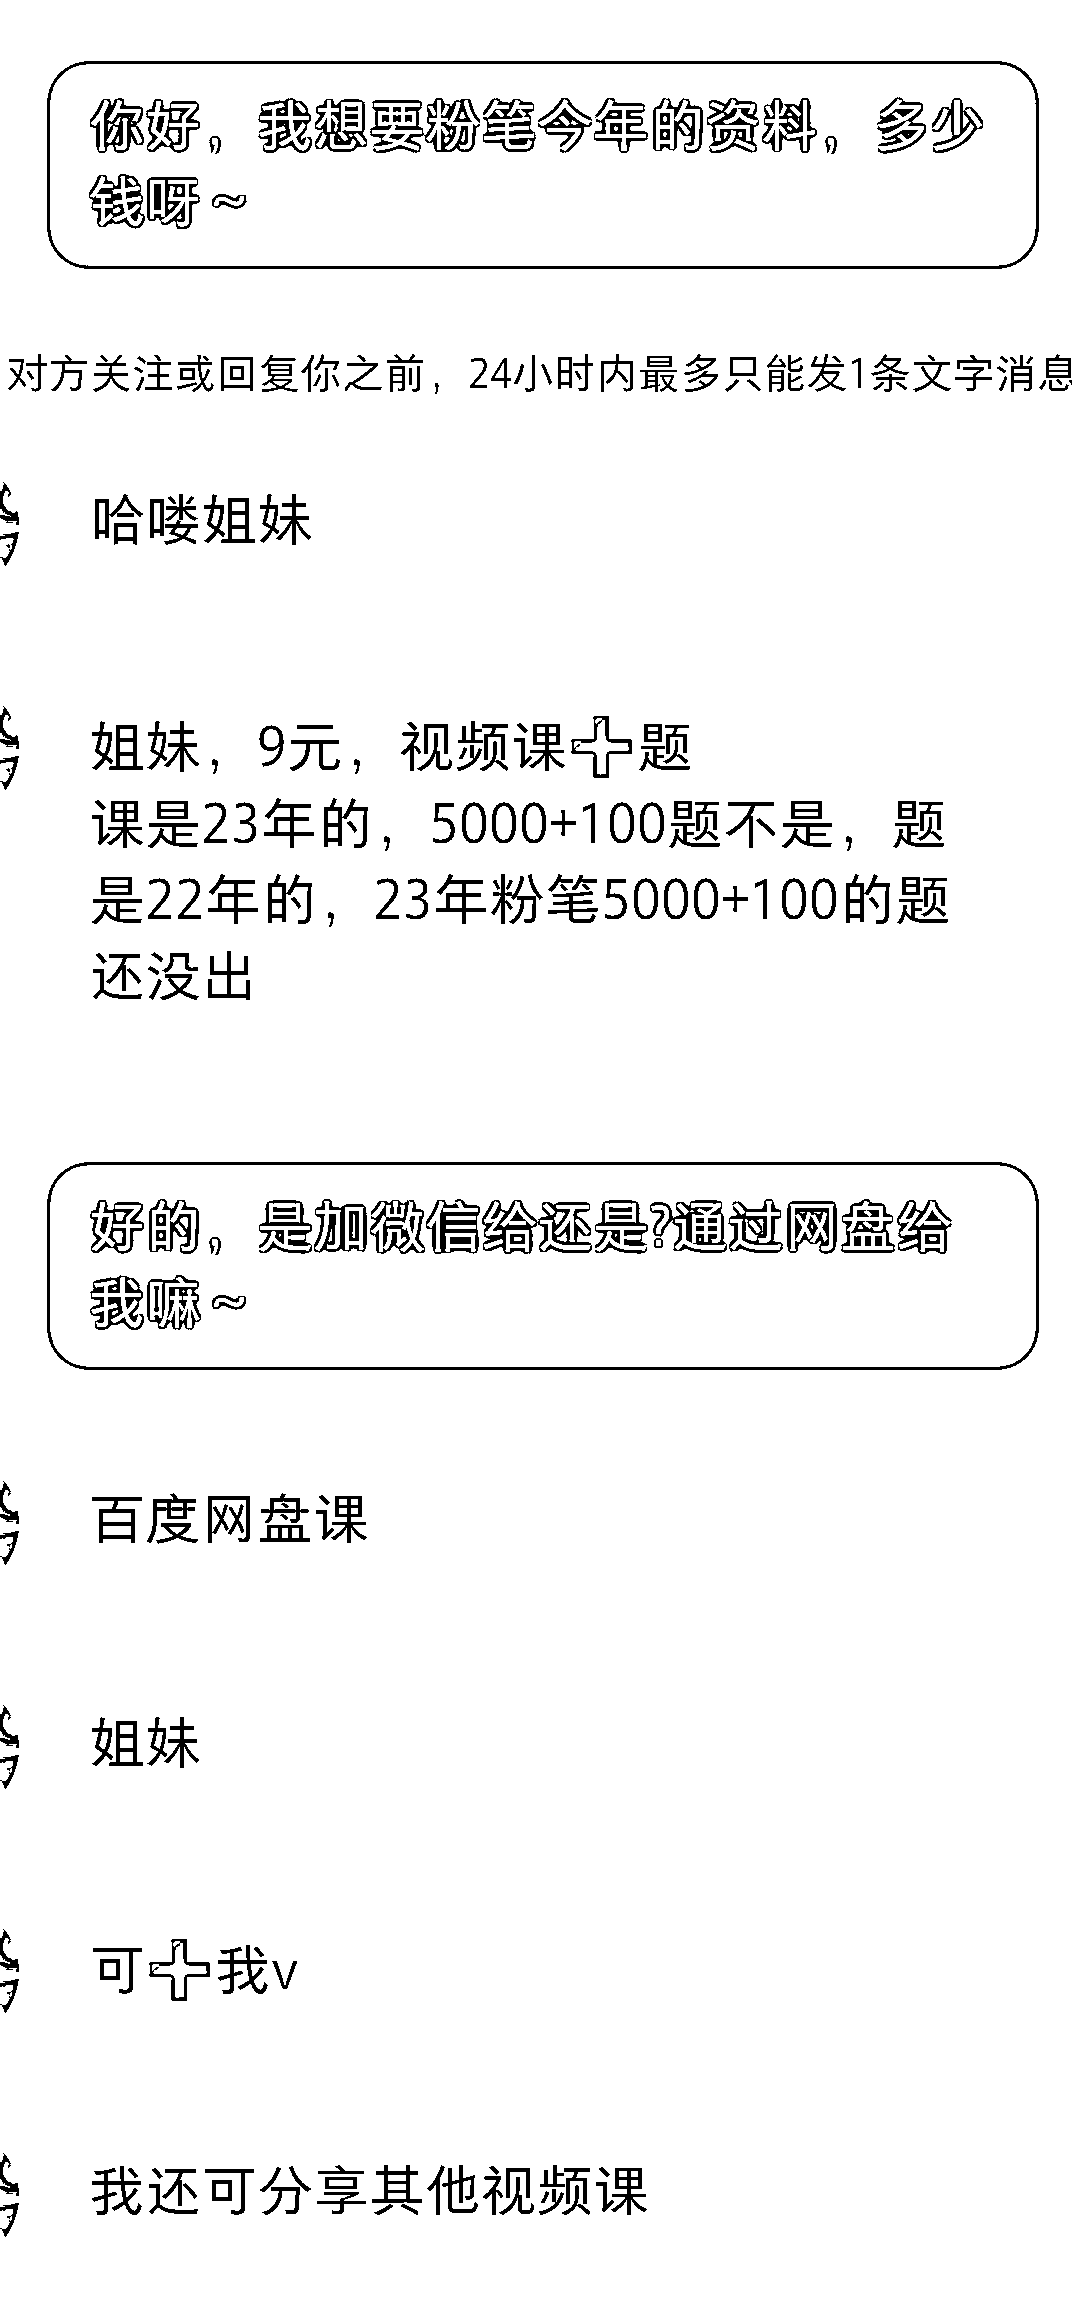 你好，我想要粉笔今年的资料，多少
钱呀～
对方关注或回复你之前，24小时内最多只能发1条文字消息
哈喽姐妹
姐妹，9元，视频课➕题
课是23年的，5000+100题不是，题
是22年的，23年粉笔5000+100的题
还没出
好的，是加微信给还是?通过网盘给
我嘛～
百度网盘课
姐妹
可➕我v
我还可分享其他视频课